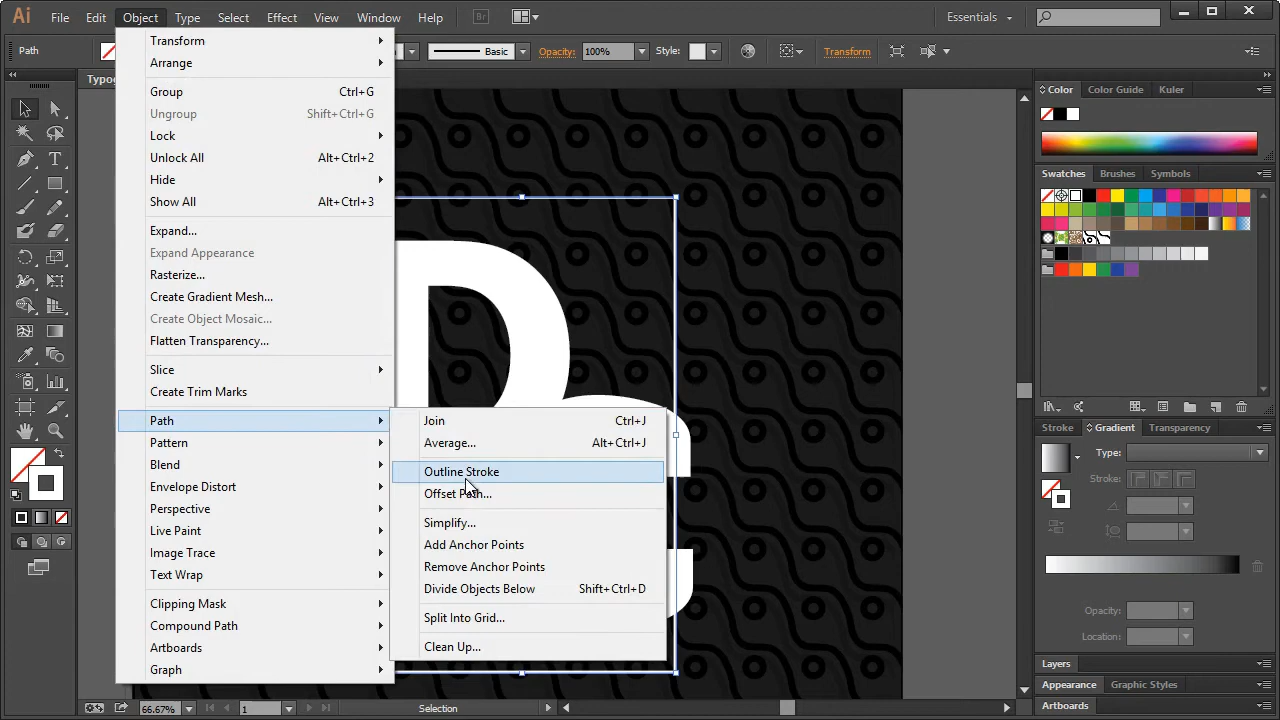 Ai File Edit Object Type Select Effect View Window Help Br Essentials
Path Basic Opacity: 100% Style: Transform
Typog
Transform
Arrange
Group Ctrl+G
Ungroup Shift+Ctrl+G
Lock
Unlock All Alt+Ctrl+2
Hide
Show All Alt+Ctrl+3
Expand...
Expand Appearance
Rasterize...
Create Gradient Mesh...
Create Object Mosaic...
Flatten Transparency...
Slice
Create Trim Marks
Path
Pattern
Blend
Envelope Distort
Perspective
Live Paint
Image Trace
Text Wrap
Clipping Mask
Compound Path
Artboards
Graph
Join Ctrl+J
Average... Alt+Ctrl+J
Outline Stroke
Offset Path...
Simplify...
Add Anchor Points
Remove Anchor Points
Divide Objects Below Shift+Ctrl+D
Split Into Grid...
Clean Up...
Color Color Guide Kuler
Swatches Brushes Symbols
Stroke Gradient Transparency
Type:
Stroke:
Opacity:
Location:
Layers
Appearance Graphic Styles
Artboards
66.67% 1 Selection